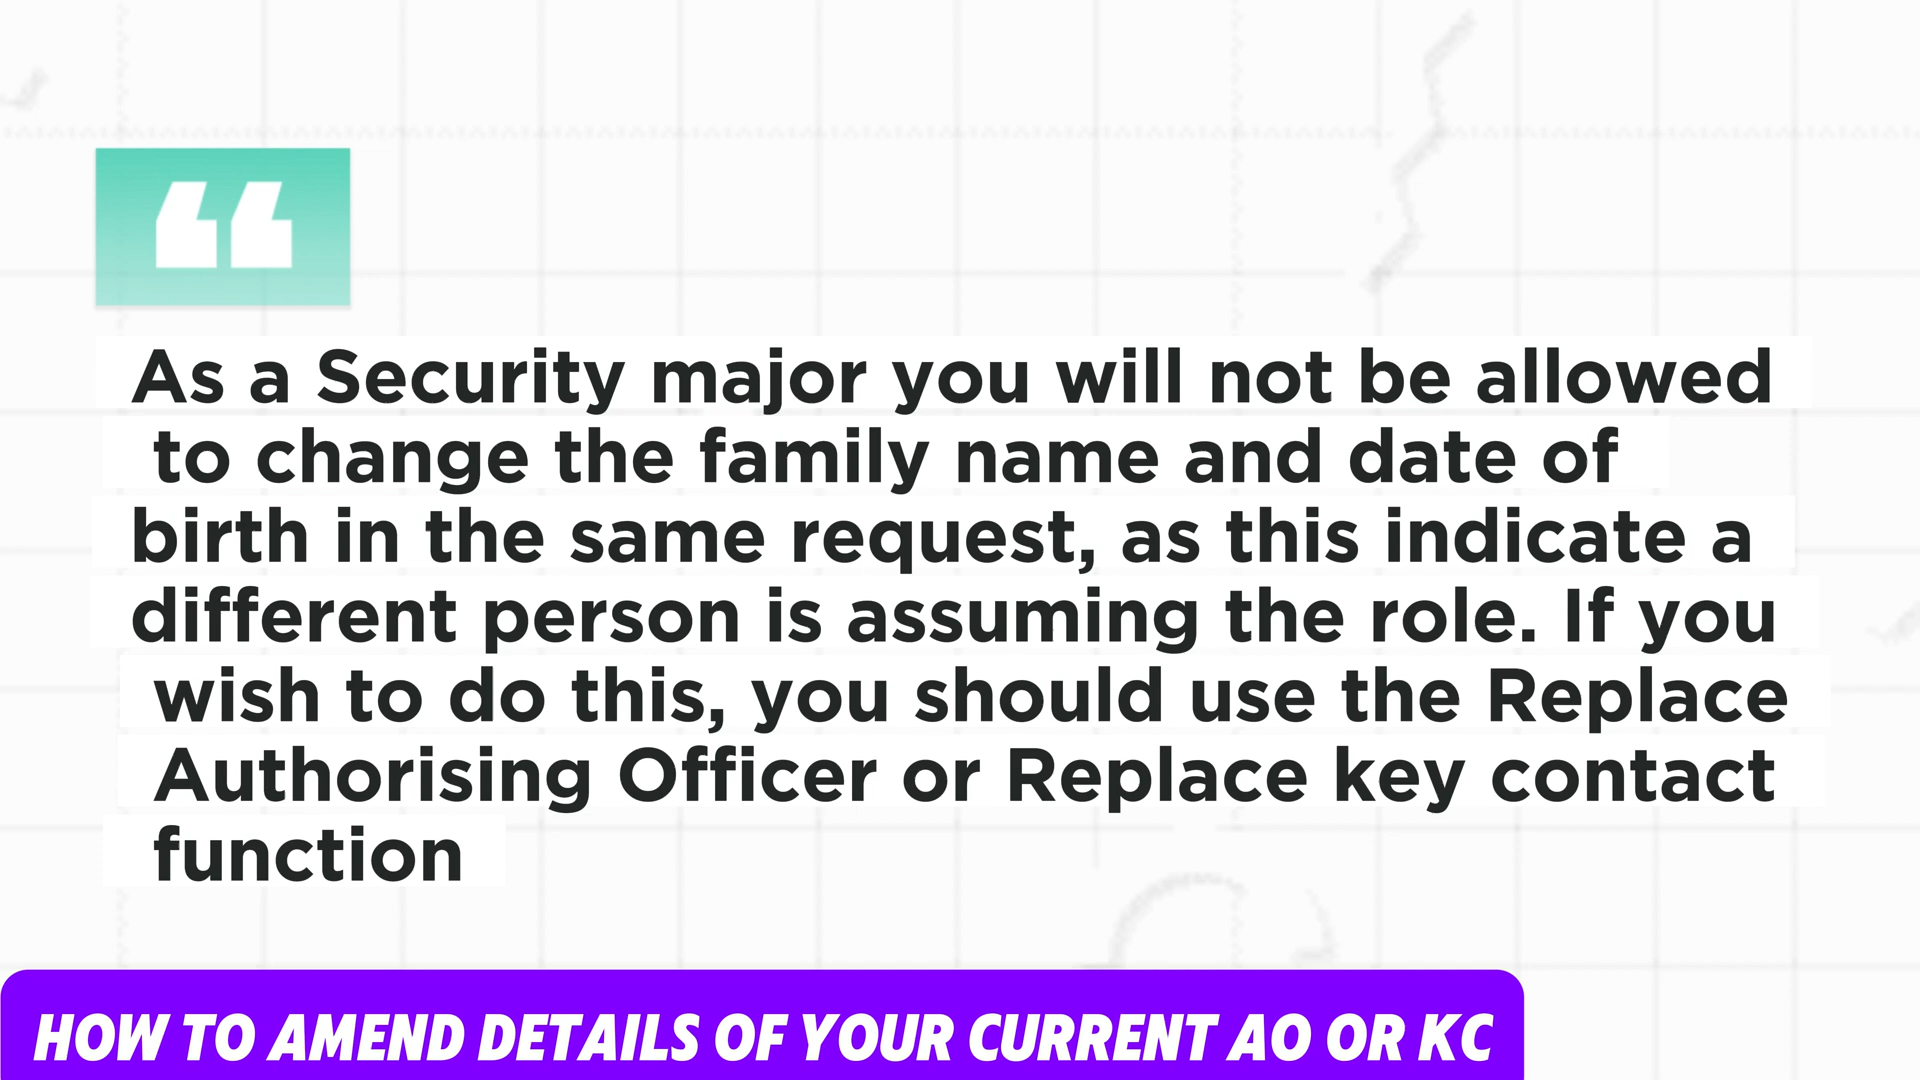 “
As a Security major you will not be allowed
to change the family name and date of
birth in the same request, as this indicate a
different person is assuming the role. If you
wish to do this, you should use the Replace
Authorising Officer or Replace key contact
function
HOW TO AMEND DETAILS OF YOUR CURRENT AO OR KC